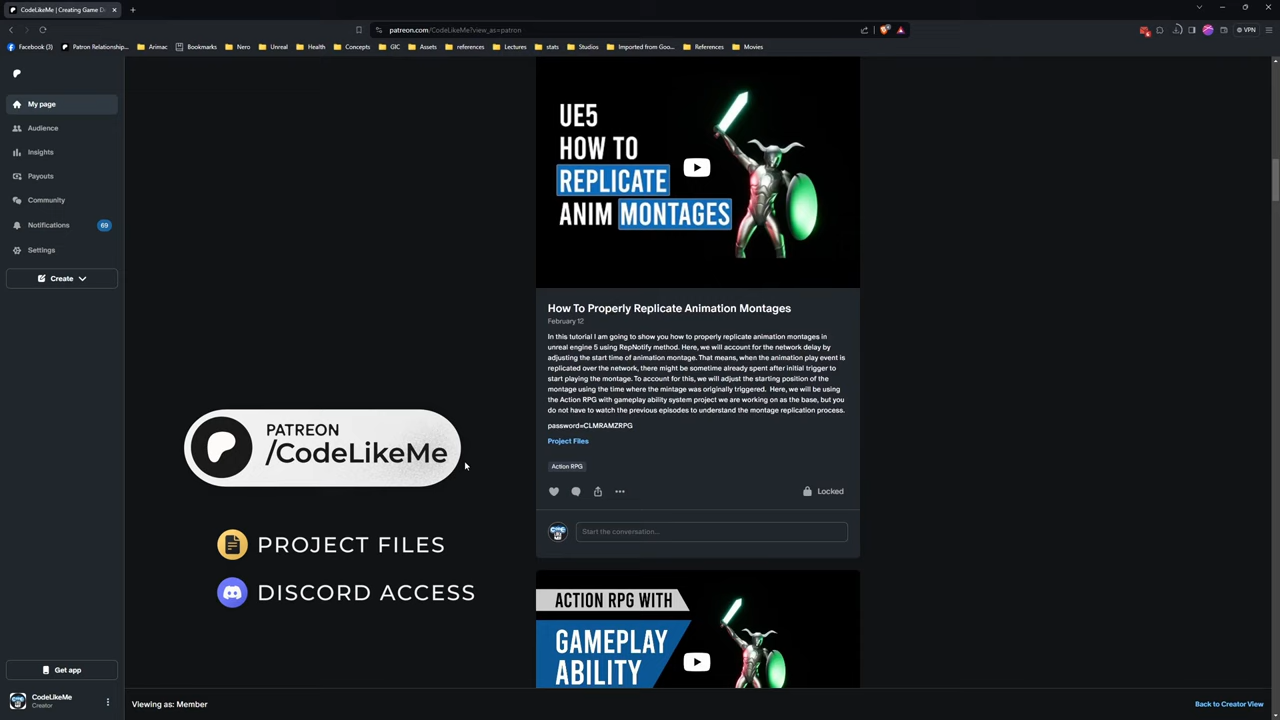 CodeLikeMe | Creating Game D
patreon.com/CodeLikeMe?view_as=patron
VPN
Facebook (3)
Patron Relationship...
Arimac
Bookmarks
Nero
Unreal
Health
Concepts
GIC
Assets
references
Lectures
stats
Studios
Imported from Goo...
References
Movies
My page
Audience
Insights
Payouts
Community
Notifications
69
Settings
Create
Get app
CodeLikeMe
Creator
UE5
HOW TO
REPLICATE
ANIM MONTAGES
How To Properly Replicate Animation Montages
February 12
In this tutorial I am going to show you how to properly replicate animation montages in
unreal engine 5 using RepNotify method. Here, we will account for the network delay by
adjusting the start time of animation montage. That means, when the animation play event is
replicated over the network, there might be sometime already spent after initial trigger to
start playing the montage. To account for this, we will adjust the starting position of the
montage using the time where the mintage was originally triggered. Here, we will be using
the Action RPG with gameplay ability system project we are working on as the base, but you
do not have to watch the previous episodes to understand the montage replication process.
password=CLMRAMZRPG
Project Files
Action RPG
Locked
Start the conversation...
PATREON
/CodeLikeMe
PROJECT FILES
DISCORD ACCESS
ACTION RPG WITH
GAMEPLAY
ABILITY
Viewing as: Member
Back to Creator View